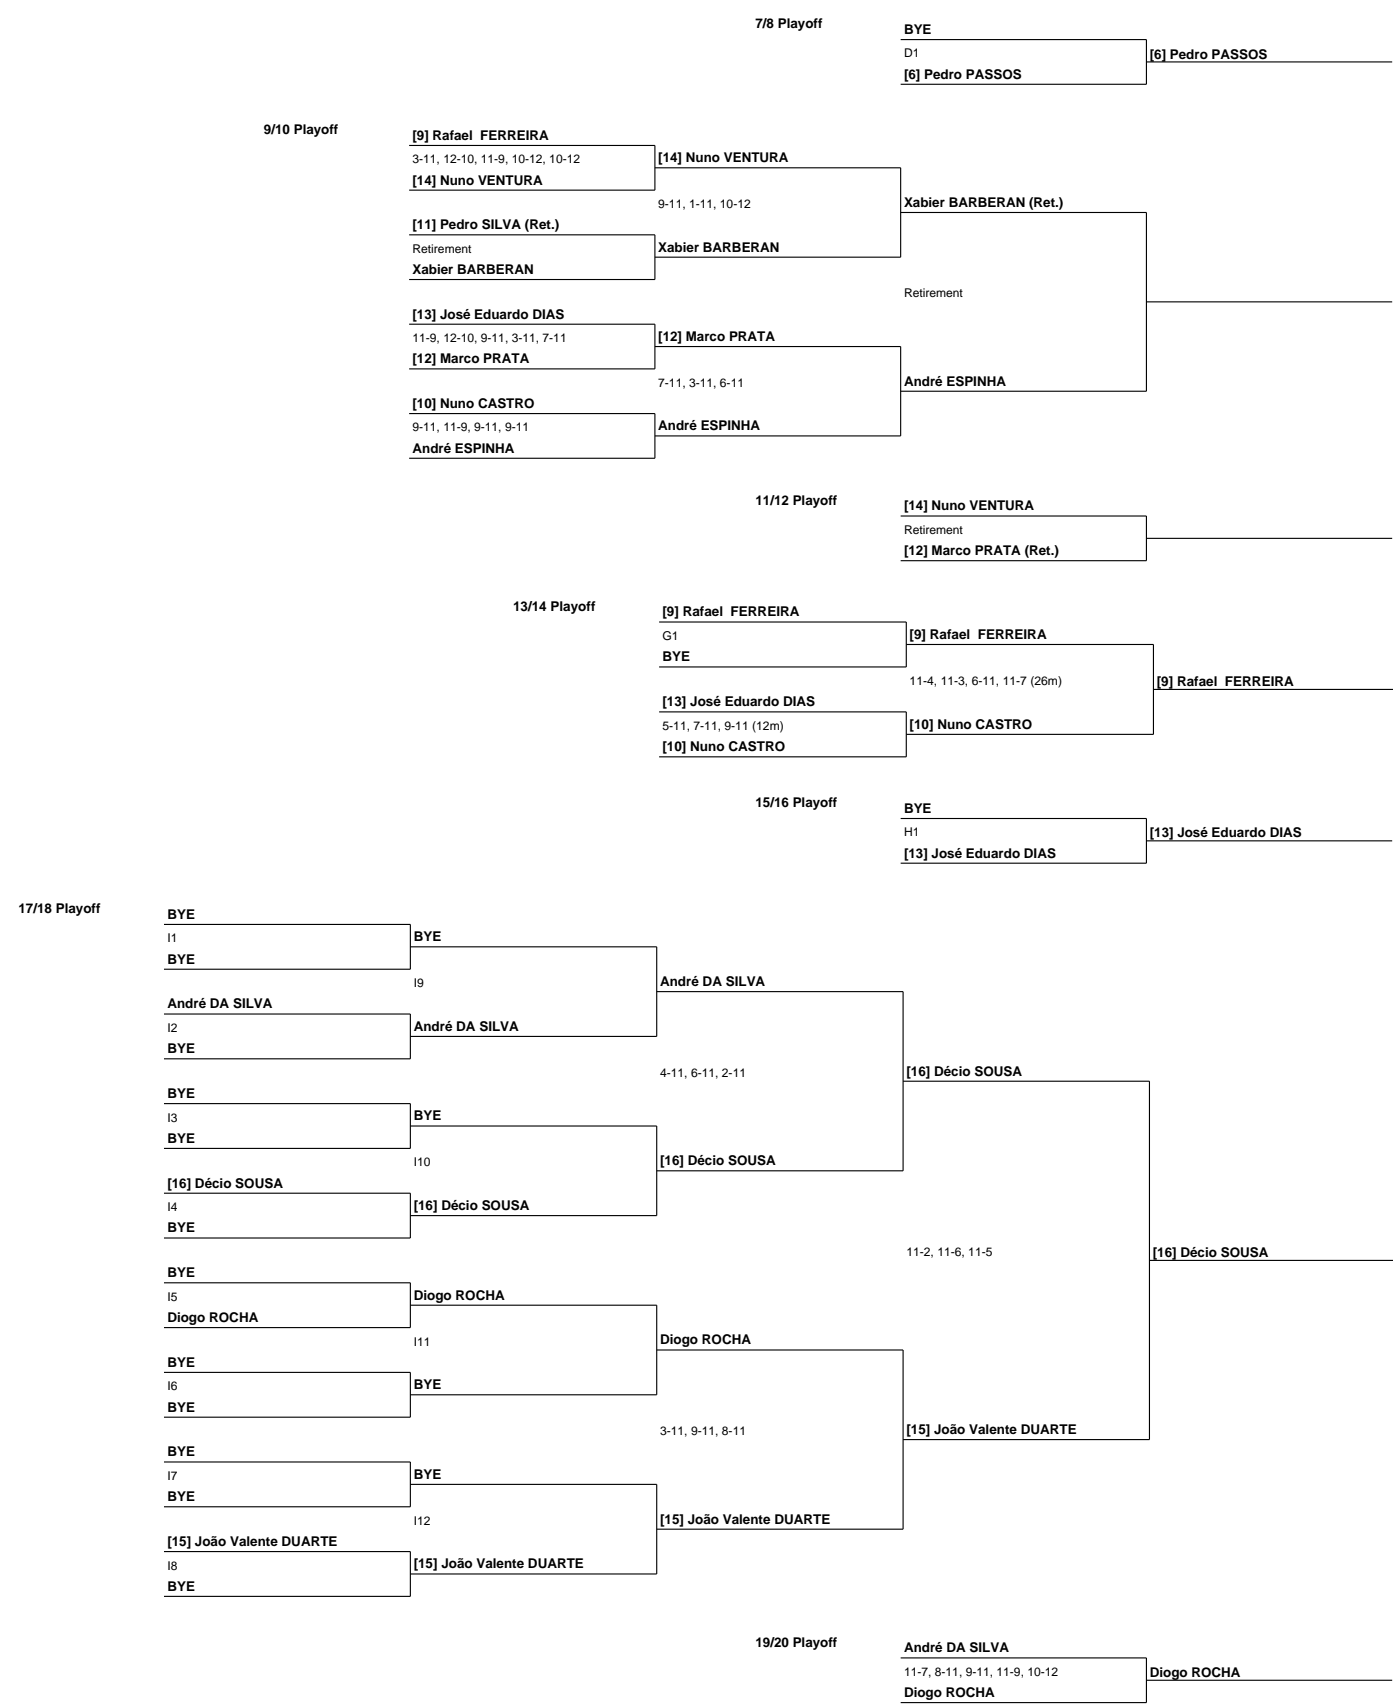 7/8 Playoff
BYE
D1
[6] Pedro PASSOS
[6] Pedro PASSOS
9/10 Playoff
[9] Rafael  FERREIRA
3-11, 12-10, 11-9, 10-12, 10-12
[14] Nuno VENTURA
[14] Nuno VENTURA
9-11, 1-11, 10-12
Xabier BARBERAN (Ret.)
[11] Pedro SILVA (Ret.)
Retirement
Xabier BARBERAN
Xabier BARBERAN
Retirement
[13] José Eduardo DIAS
11-9, 12-10, 9-11, 3-11, 7-11
[12] Marco PRATA
[12] Marco PRATA
7-11, 3-11, 6-11
André ESPINHA
[10] Nuno CASTRO
9-11, 11-9, 9-11, 9-11
André ESPINHA
André ESPINHA
11/12 Playoff
[14] Nuno VENTURA
Retirement
[12] Marco PRATA (Ret.)
13/14 Playoff
[9] Rafael  FERREIRA
G1
[9] Rafael  FERREIRA
BYE
11-4, 11-3, 6-11, 11-7 (26m)
[9] Rafael  FERREIRA
[13] José Eduardo DIAS
5-11, 7-11, 9-11 (12m)
[10] Nuno CASTRO
[10] Nuno CASTRO
15/16 Playoff
BYE
H1
[13] José Eduardo DIAS
[13] José Eduardo DIAS
17/18 Playoff
BYE
I1
BYE
BYE
I9
André DA SILVA
André DA SILVA
I2
André DA SILVA
BYE
4-11, 6-11, 2-11
[16] Décio SOUSA
BYE
I3
BYE
BYE
I10
[16] Décio SOUSA
[16] Décio SOUSA
I4
[16] Décio SOUSA
BYE
11-2, 11-6, 11-5
[16] Décio SOUSA
BYE
I5
Diogo ROCHA
Diogo ROCHA
I11
Diogo ROCHA
BYE
I6
BYE
BYE
3-11, 9-11, 8-11
[15] João Valente DUARTE
BYE
I7
BYE
BYE
I12
[15] João Valente DUARTE
[15] João Valente DUARTE
I8
[15] João Valente DUARTE
BYE
19/20 Playoff
André DA SILVA
11-7, 8-11, 9-11, 11-9, 10-12
Diogo ROCHA
Diogo ROCHA